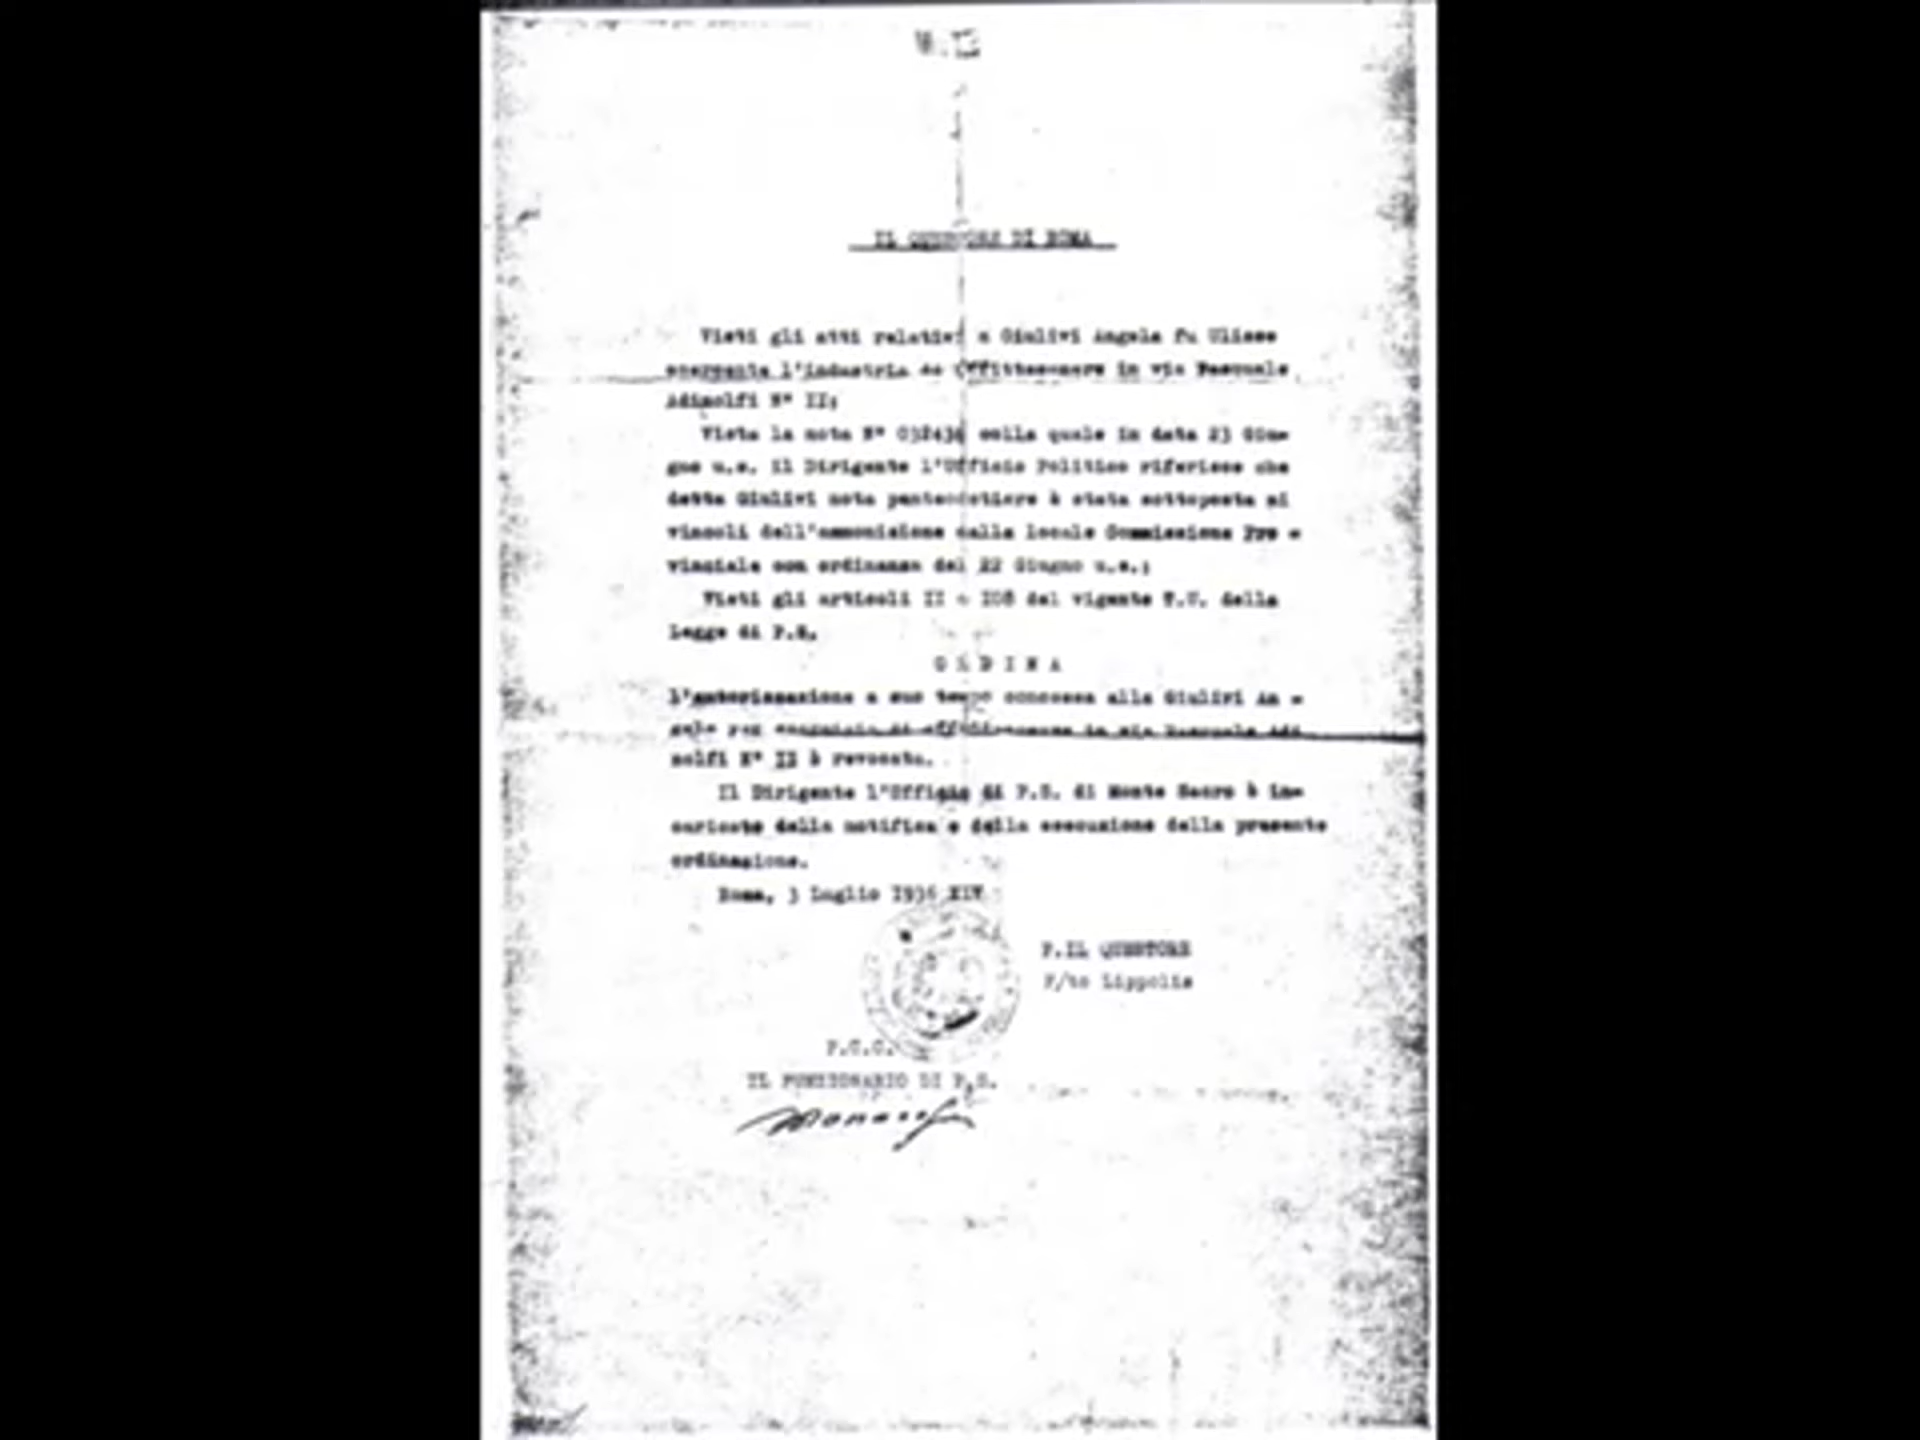 IL QUESTORE DI ROMA
Visti gli atti relativi a Giulivi Angela fu Ulisse
esercente l'industria da affittacamere in via Pasquale
Adinolfi N° II;
Vista la nota N° colla quale in data 23 Giu=
gno u.s. il Dirigente l'Ufficio Politico riferisce che
detta Giulivi nota pentecostiere è stata sottoposta ai
vincoli dell'ammonizione dalla locale Commissione Pro =
vinciale con ordinanza del 22 Giugno u.s.;
Visti gli articoli II e I08 del vigente T.U. della
Legge di P.S.
O R D I N A
l'autorizzazione a suo tempo concessa alla Giulivi An =
gela per esercizio di affittacamere in via Pasquale Adi
nolfi N° II è revocata.
Il Dirigente l'Ufficio di P.S. di Monte Sacro è in=
caricato della notifica e della esecuzione della presente
ordinazione.
Roma, 3 Luglio I936 XIV
P.IL QUESTORE
F/to Lippolis
P.C.C.
IL FUNZIONARIO DI P.S.